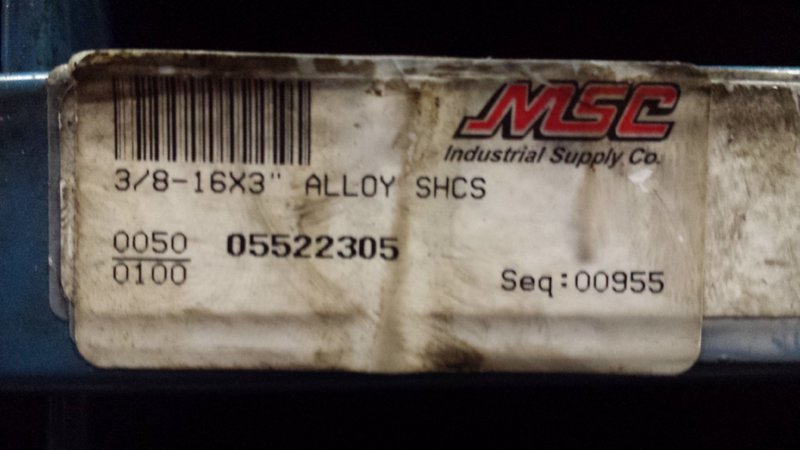 MSC
Industrial Supply Co.
3/8-16X3" ALLOY SHCS
0050 05522305
0100
Seq:00955